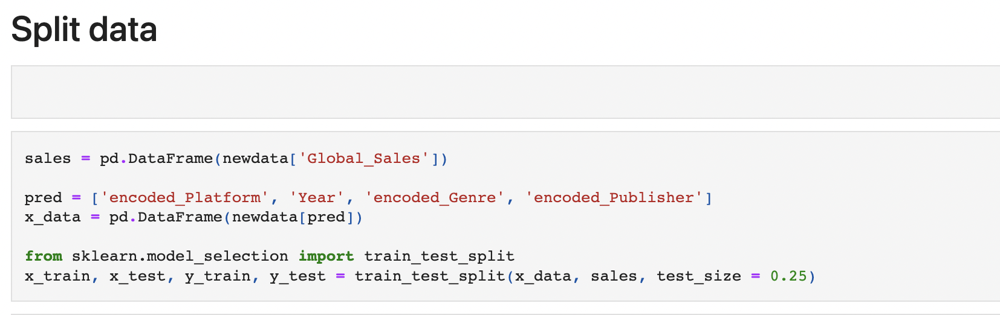 Split data
sales = pd.DataFrame(newdata['Global_Sales'])
pred = ['encoded_Platform', 'Year', 'encoded_Genre', 'encoded_Publisher']
x_data = pd.DataFrame(newdata[pred])
from sklearn.model_selection import train_test_split
x_train, x_test, y_train, y_test = train_test_split(x_data, sales, test_size = 0.25)